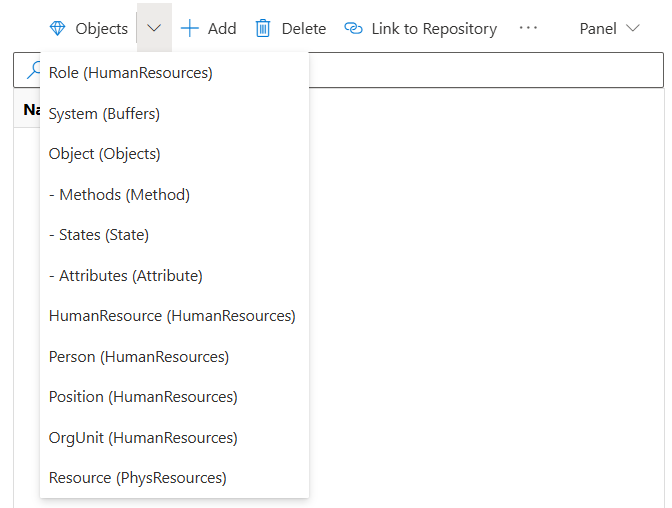 Objects Add Delete Link to Repository ··· Panel
Na
Role (HumanResources)
System (Buffers)
Object (Objects)
- Methods (Method)
- States (State)
- Attributes (Attribute)
HumanResource (HumanResources)
Person (HumanResources)
Position (HumanResources)
OrgUnit (HumanResources)
Resource (PhysResources)